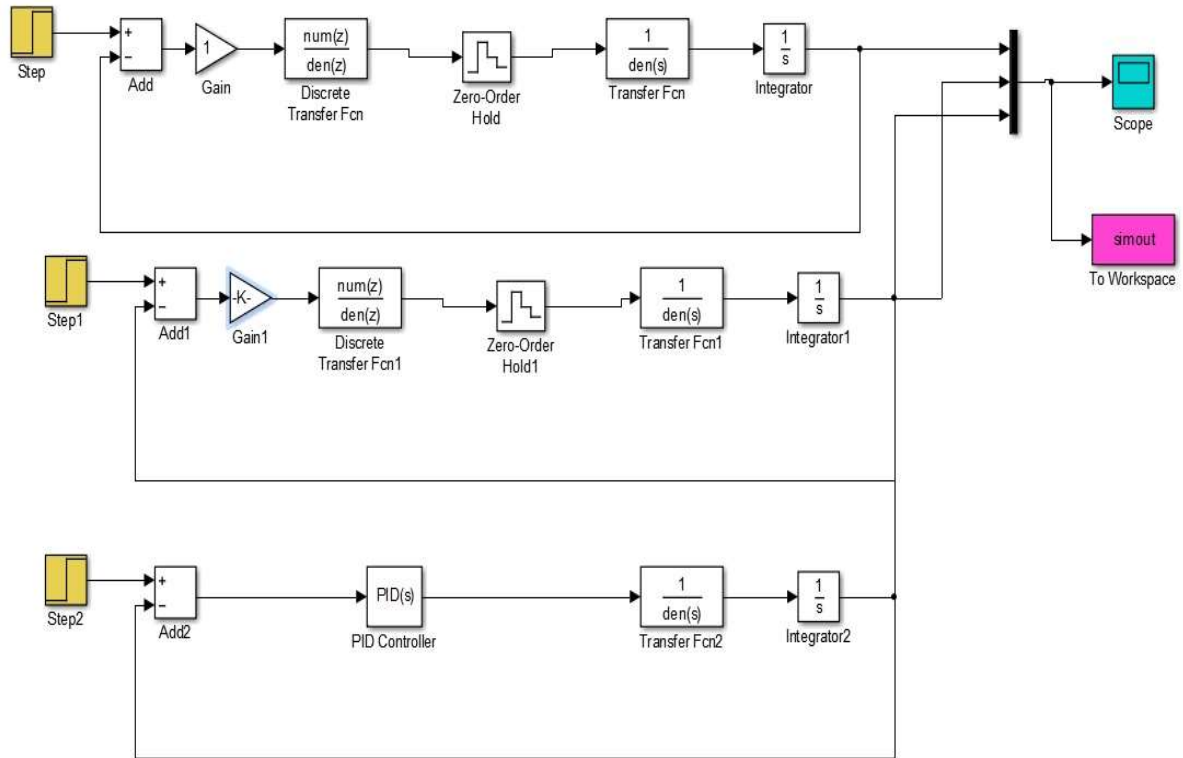 Step
+
−
Add
1
Gain
num(z)
den(z)
Discrete
Transfer Fcn
Zero-Order
Hold
1
den(s)
Transfer Fcn
1
s
Integrator
Scope
simout
To Workspace
Step1
+
−
Add1
-K-
Gain1
num(z)
den(z)
Discrete
Transfer Fcn1
Zero-Order
Hold1
1
den(s)
Transfer Fcn1
1
s
Integrator1
Step2
+
−
Add2
PID(s)
PID Controller
1
den(s)
Transfer Fcn2
1
s
Integrator2